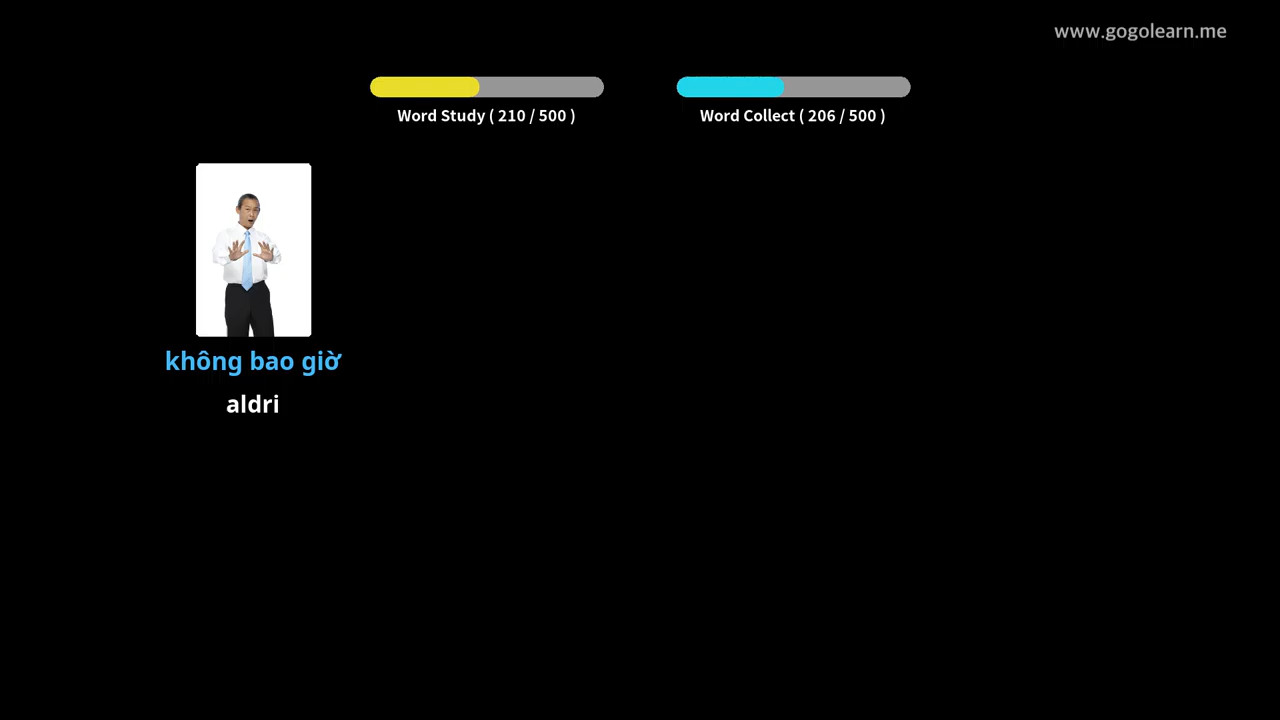 www.gogolearn.me
Word Study ( 210 / 500 )
Word Collect ( 206 / 500 )
không bao giờ
aldri